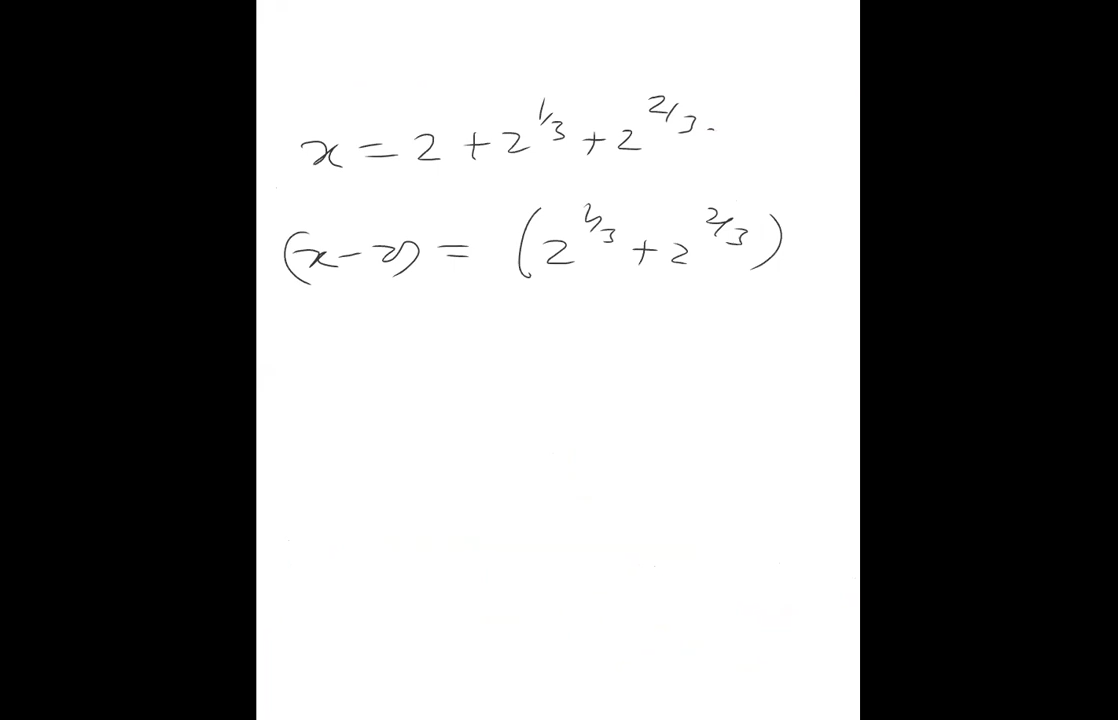 x = 2 + 2^{1/3} + 2^{2/3}.
(x - 2) = (2^{1/3} + 2^{2/3})